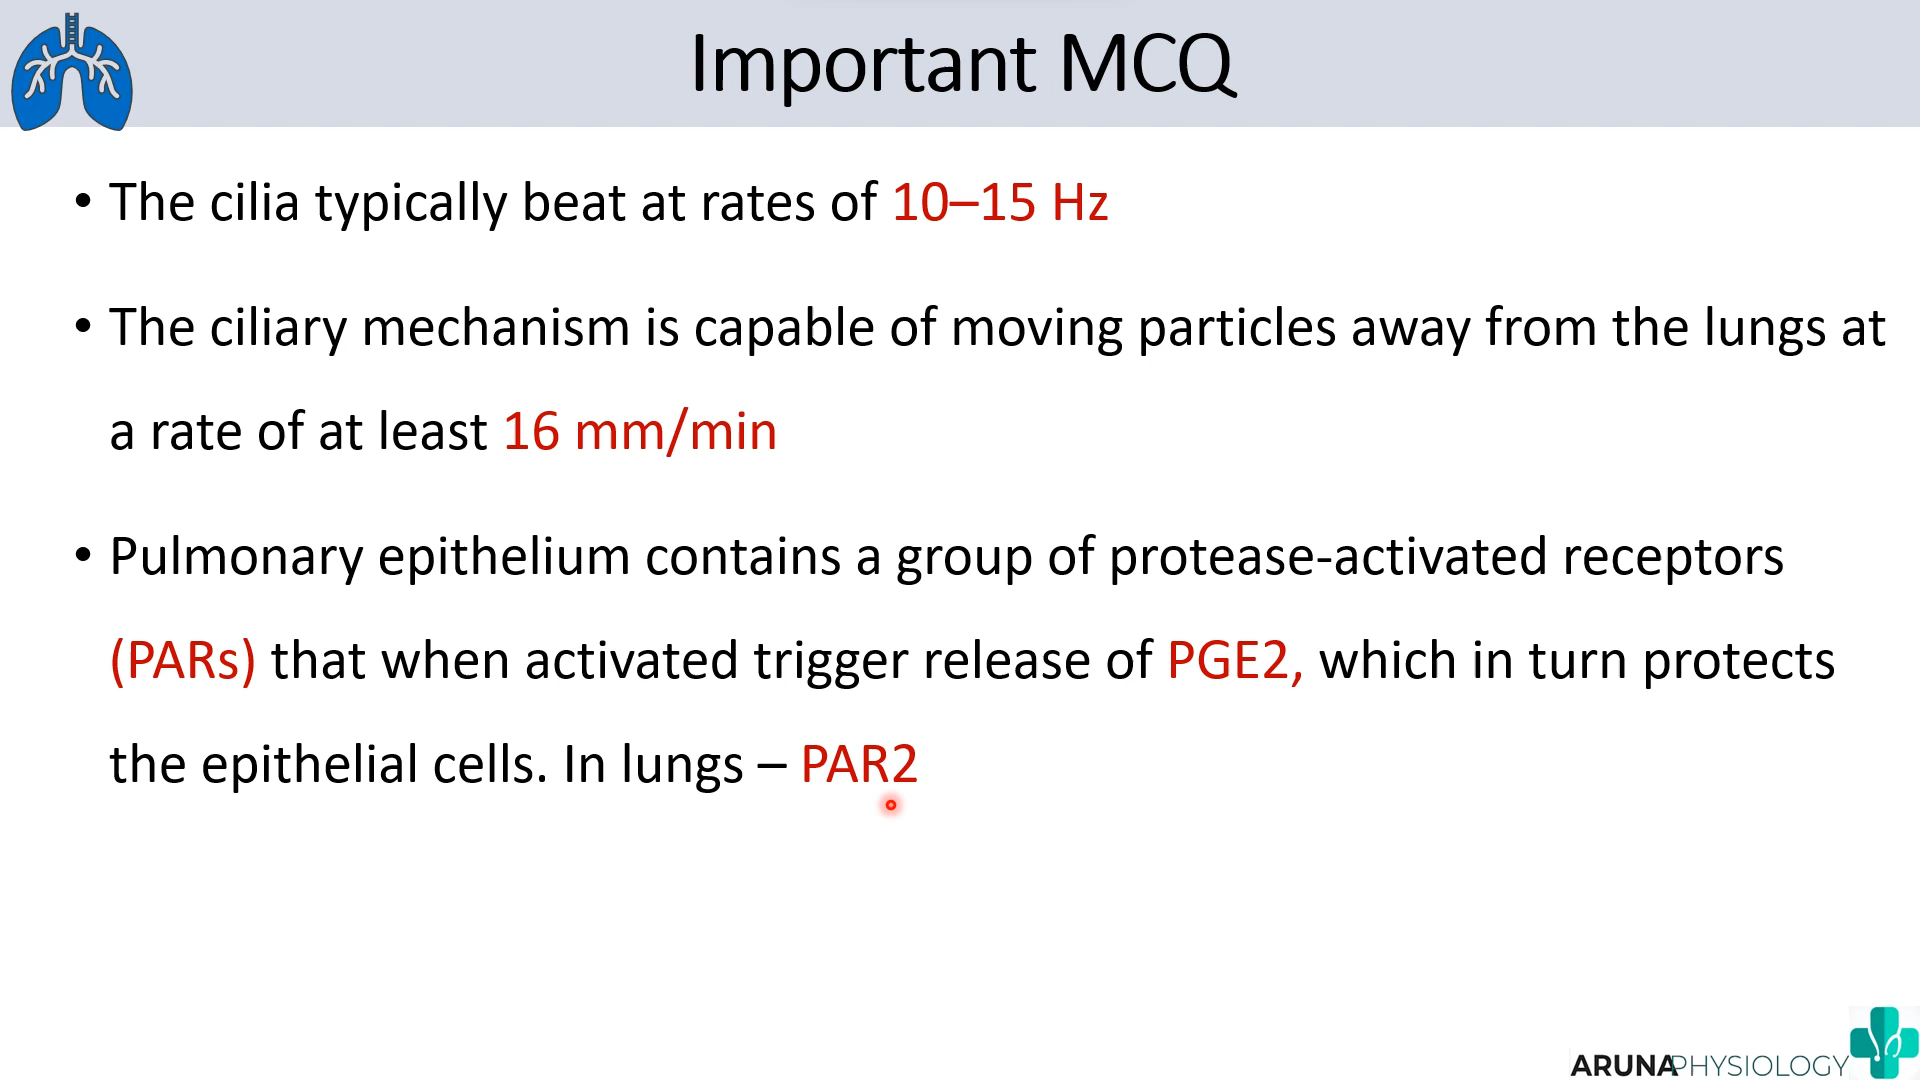 Important MCQ
• The cilia typically beat at rates of 10–15 Hz
• The ciliary mechanism is capable of moving particles away from the lungs at
a rate of at least 16 mm/min
• Pulmonary epithelium contains a group of protease-activated receptors
(PARs) that when activated trigger release of PGE2, which in turn protects
the epithelial cells. In lungs – PAR2
ARUNAPHYSIOLOGY